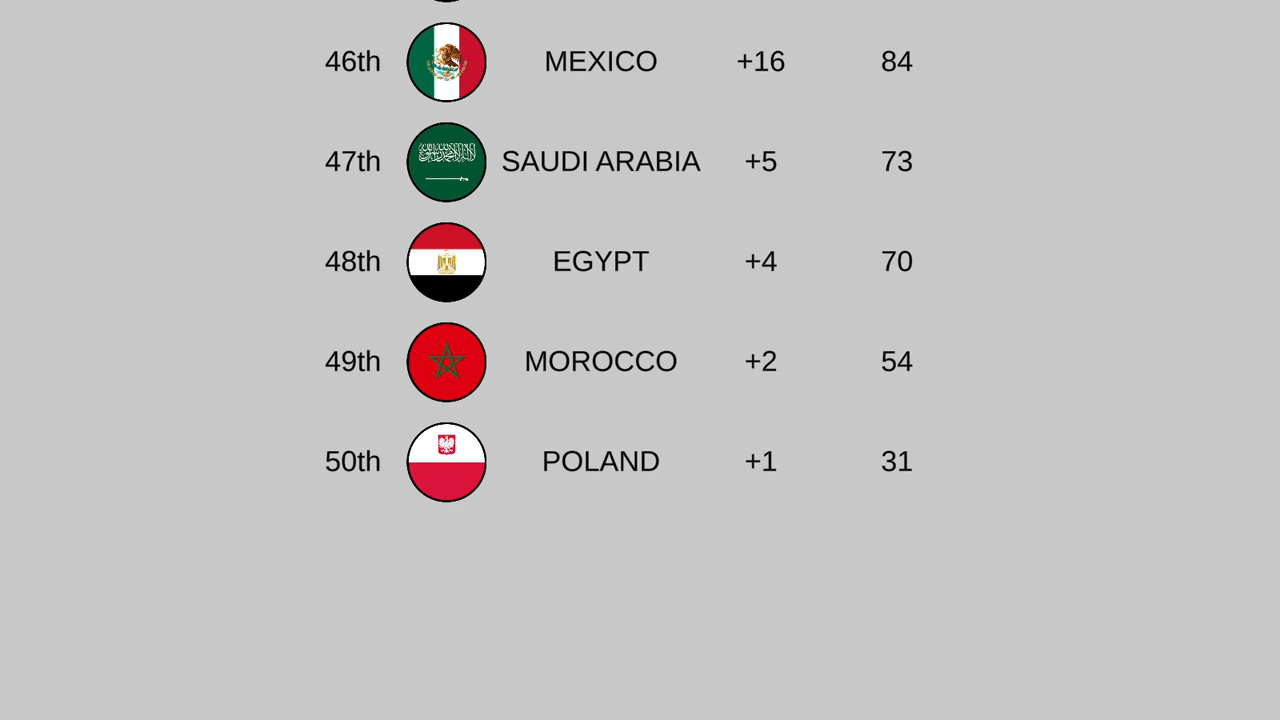 46th MEXICO +16 84
47th SAUDI ARABIA +5 73
48th EGYPT +4 70
49th MOROCCO +2 54
50th POLAND +1 31